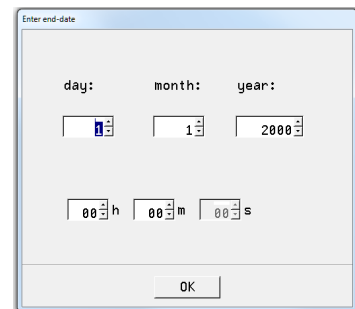 Enter end-date
day: month: year:
1 1 2000
00 h 00 m 00 s
OK